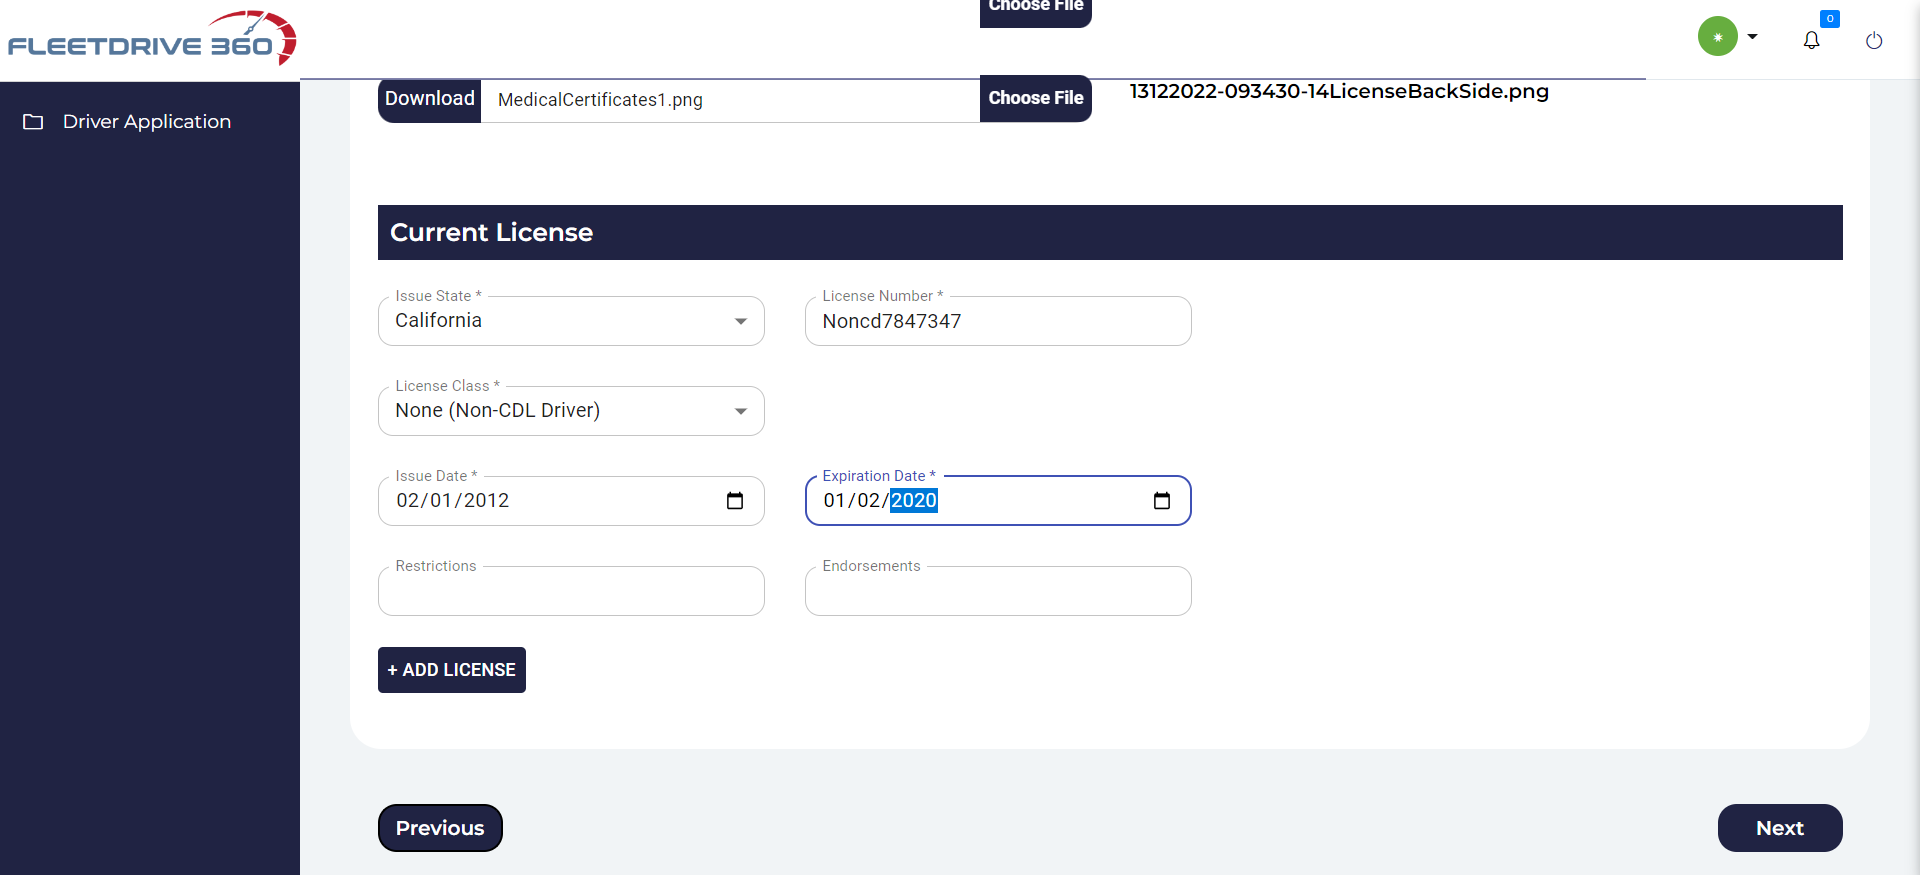 Choose File
FLEETDRIVE 360
0
Driver Application
Download
MedicalCertificates1.png
Choose File
13122022-093430-14LicenseBackSide.png
Current License
Issue State *
California
License Number *
Noncd7847347
License Class *
None (Non-CDL Driver)
Issue Date *
02/01/2012
Expiration Date *
01/02/2020
Restrictions
Endorsements
+ ADD LICENSE
Previous
Next